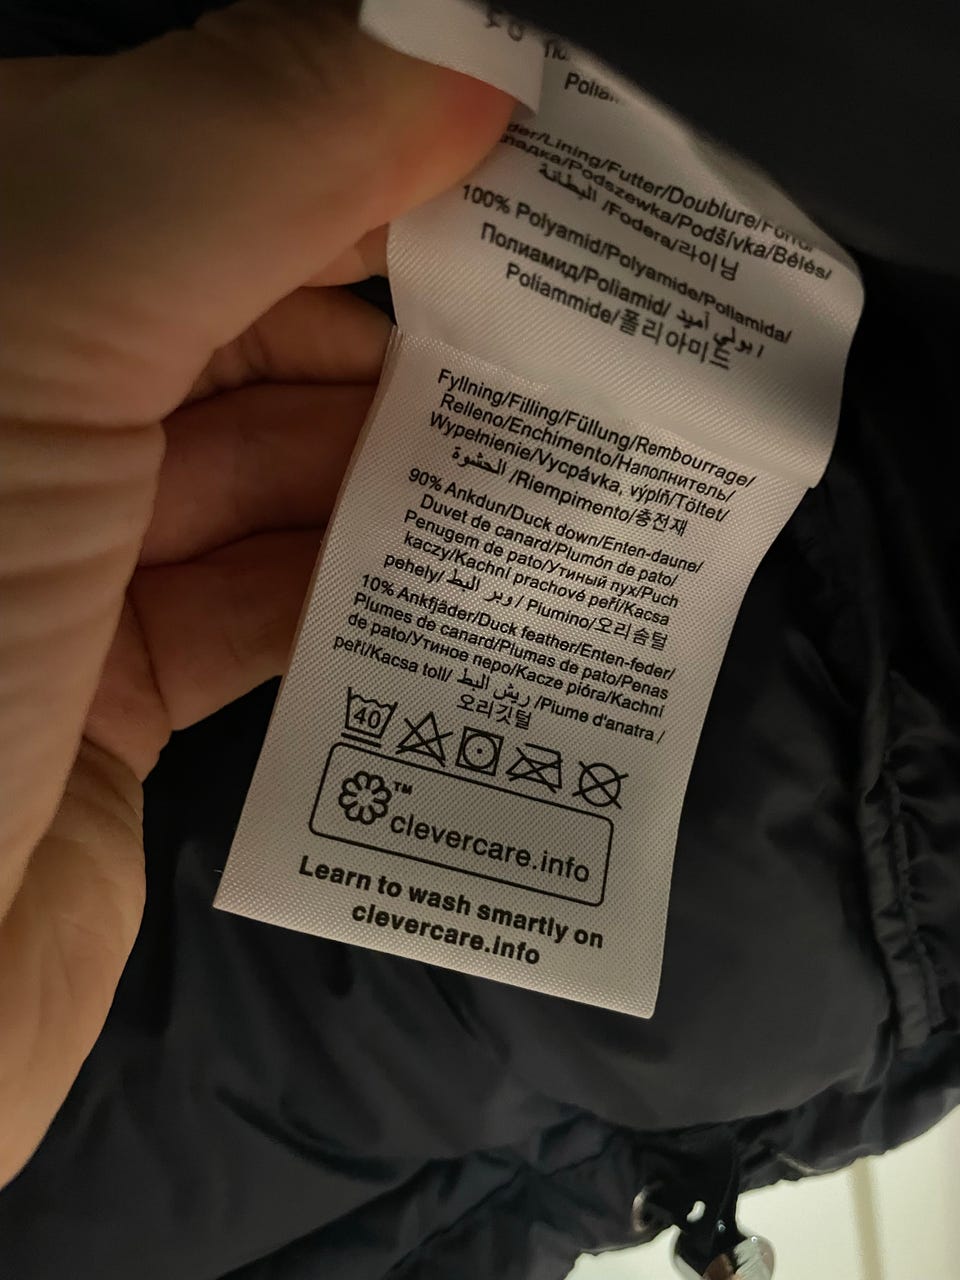 100% Polyamid/Polyamide/Poliamida/
Полиамид/Poliamid/ ابولي أميد
Poliammide/폴리아미드
/Lining/Futter/Doublure/
/Podszewka/Podšívka/Bélés/
البطانة /Fodera/라이닝
Fyllning/Filling/Füllung/Rembourrage/
Relleno/Enchimento/Наполнитель/
Wypełnienie/Vycpávka, výplň/Töltet/
الحشوة /Riempimento/충전재
90% Ankdun/Duck down/Enten-daune/
Duvet de canard/Plumón de pato/
Penugem de pato/Утиный пух/Puch
kaczy/Kachní prachové peří/Kacsa
pehely/ وبر البط / Piumino/오리솜털
10% Ankfjäder/Duck feather/Enten-feder/
Plumes de canard/Plumas de pato/Penas
de pato/Утиное перо/Kacze pióra/Kachní
peří/Kacsa toll/ ريش البط /Piume d'anatra /
오리깃털
40
™
clevercare.info
Learn to wash smartly on
clevercare.info